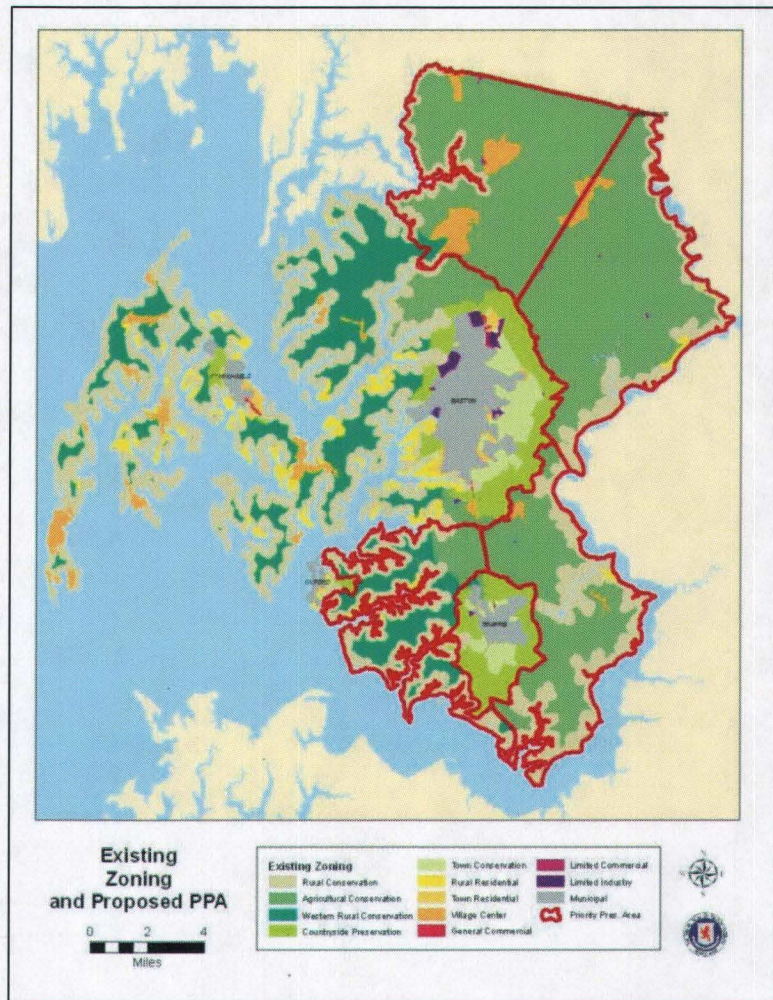 EASTON
Existing
Zoning
and Proposed PPA
0 2 4
Miles
Existing Zoning
Rural Conservation
Agricultural Conservation
Western Rural Conservation
Countryside Preservation
Town Conservation
Rural Residential
Town Residential
Village Center
General Commercial
Limited Commercial
Limited Industry
Municipal
Priority Pres. Area